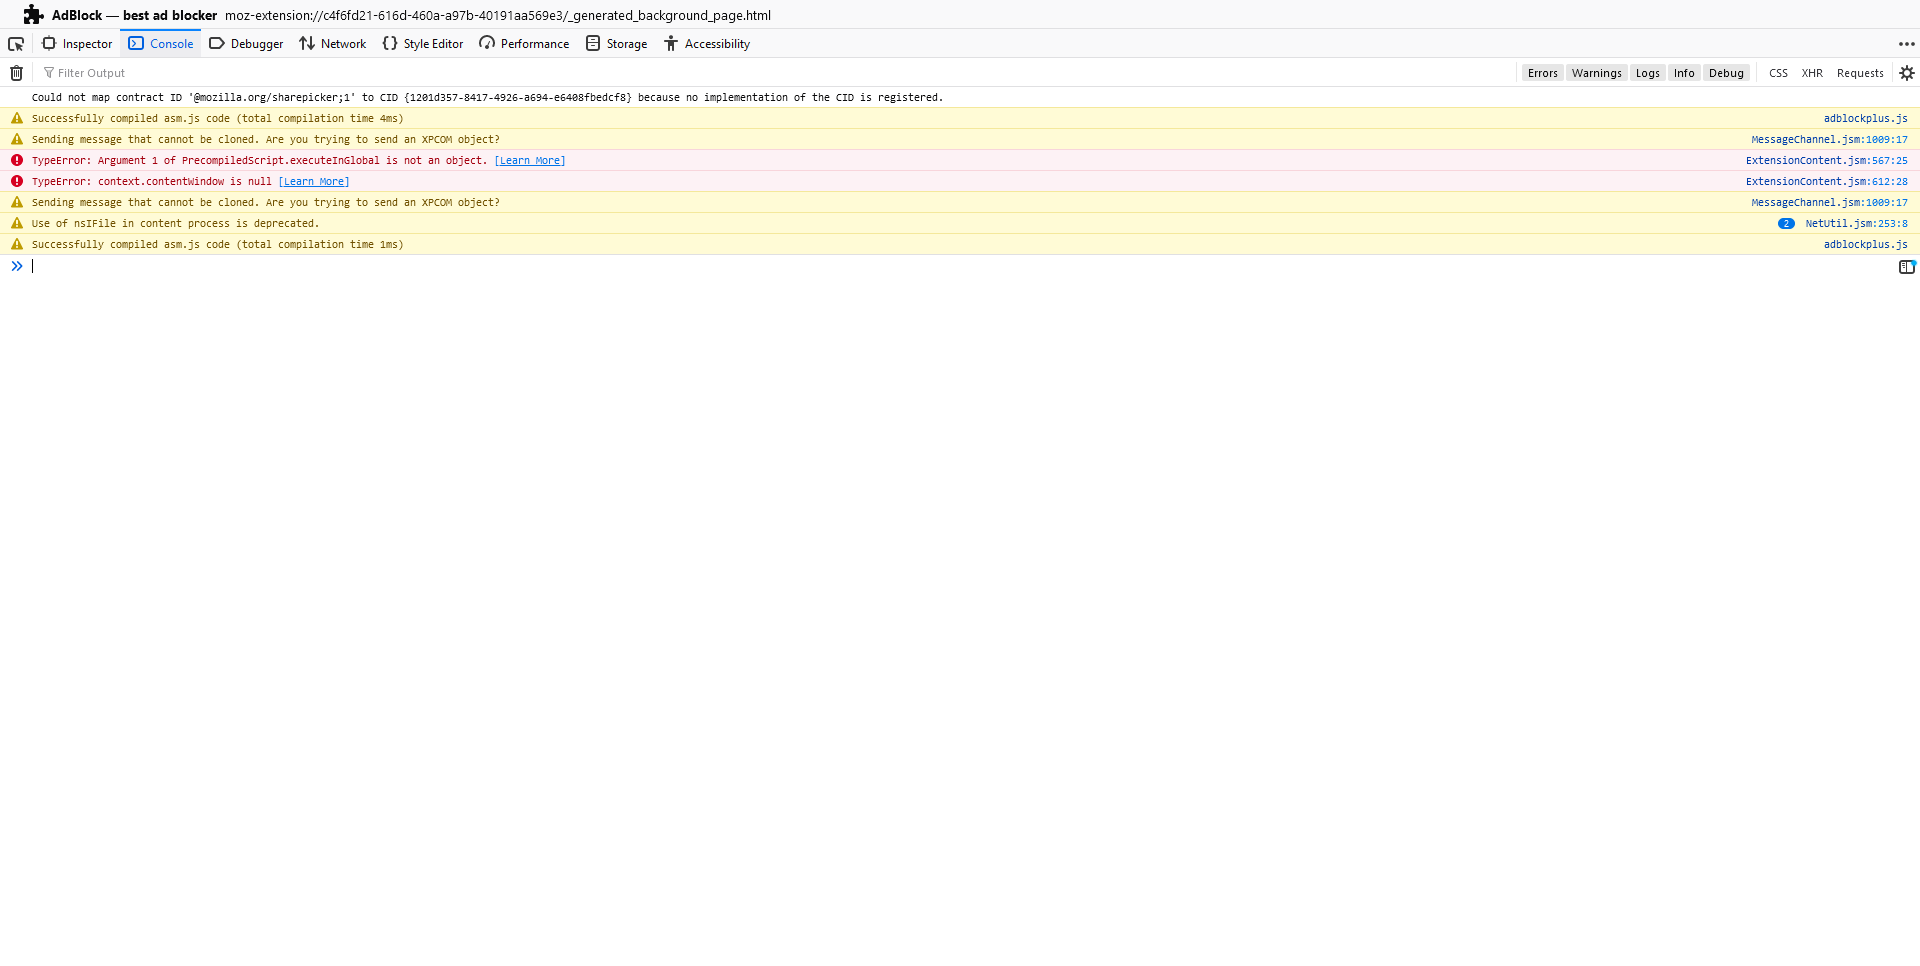 AdBlock — best ad blocker moz-extension://c4f6fd21-616d-460a-a97b-40191aa569e3/_generated_background_page.html
Inspector Console Debugger Network Style Editor Performance Storage Accessibility
Filter Output Errors Warnings Logs Info Debug CSS XHR Requests
Could not map contract ID '@mozilla.org/sharepicker;1' to CID {1201d357-8417-4926-a694-e6408fbedcf8} because no implementation of the CID is registered.
Successfully compiled asm.js code (total compilation time 4ms) adblockplus.js
Sending message that cannot be cloned. Are you trying to send an XPCOM object? MessageChannel.jsm:1009:17
TypeError: Argument 1 of PrecompiledScript.executeInGlobal is not an object. [Learn More] ExtensionContent.jsm:567:25
TypeError: context.contentWindow is null [Learn More] ExtensionContent.jsm:612:28
Sending message that cannot be cloned. Are you trying to send an XPCOM object? MessageChannel.jsm:1009:17
Use of nsIFile in content process is deprecated. 2 NetUtil.jsm:253:8
Successfully compiled asm.js code (total compilation time 1ms) adblockplus.js